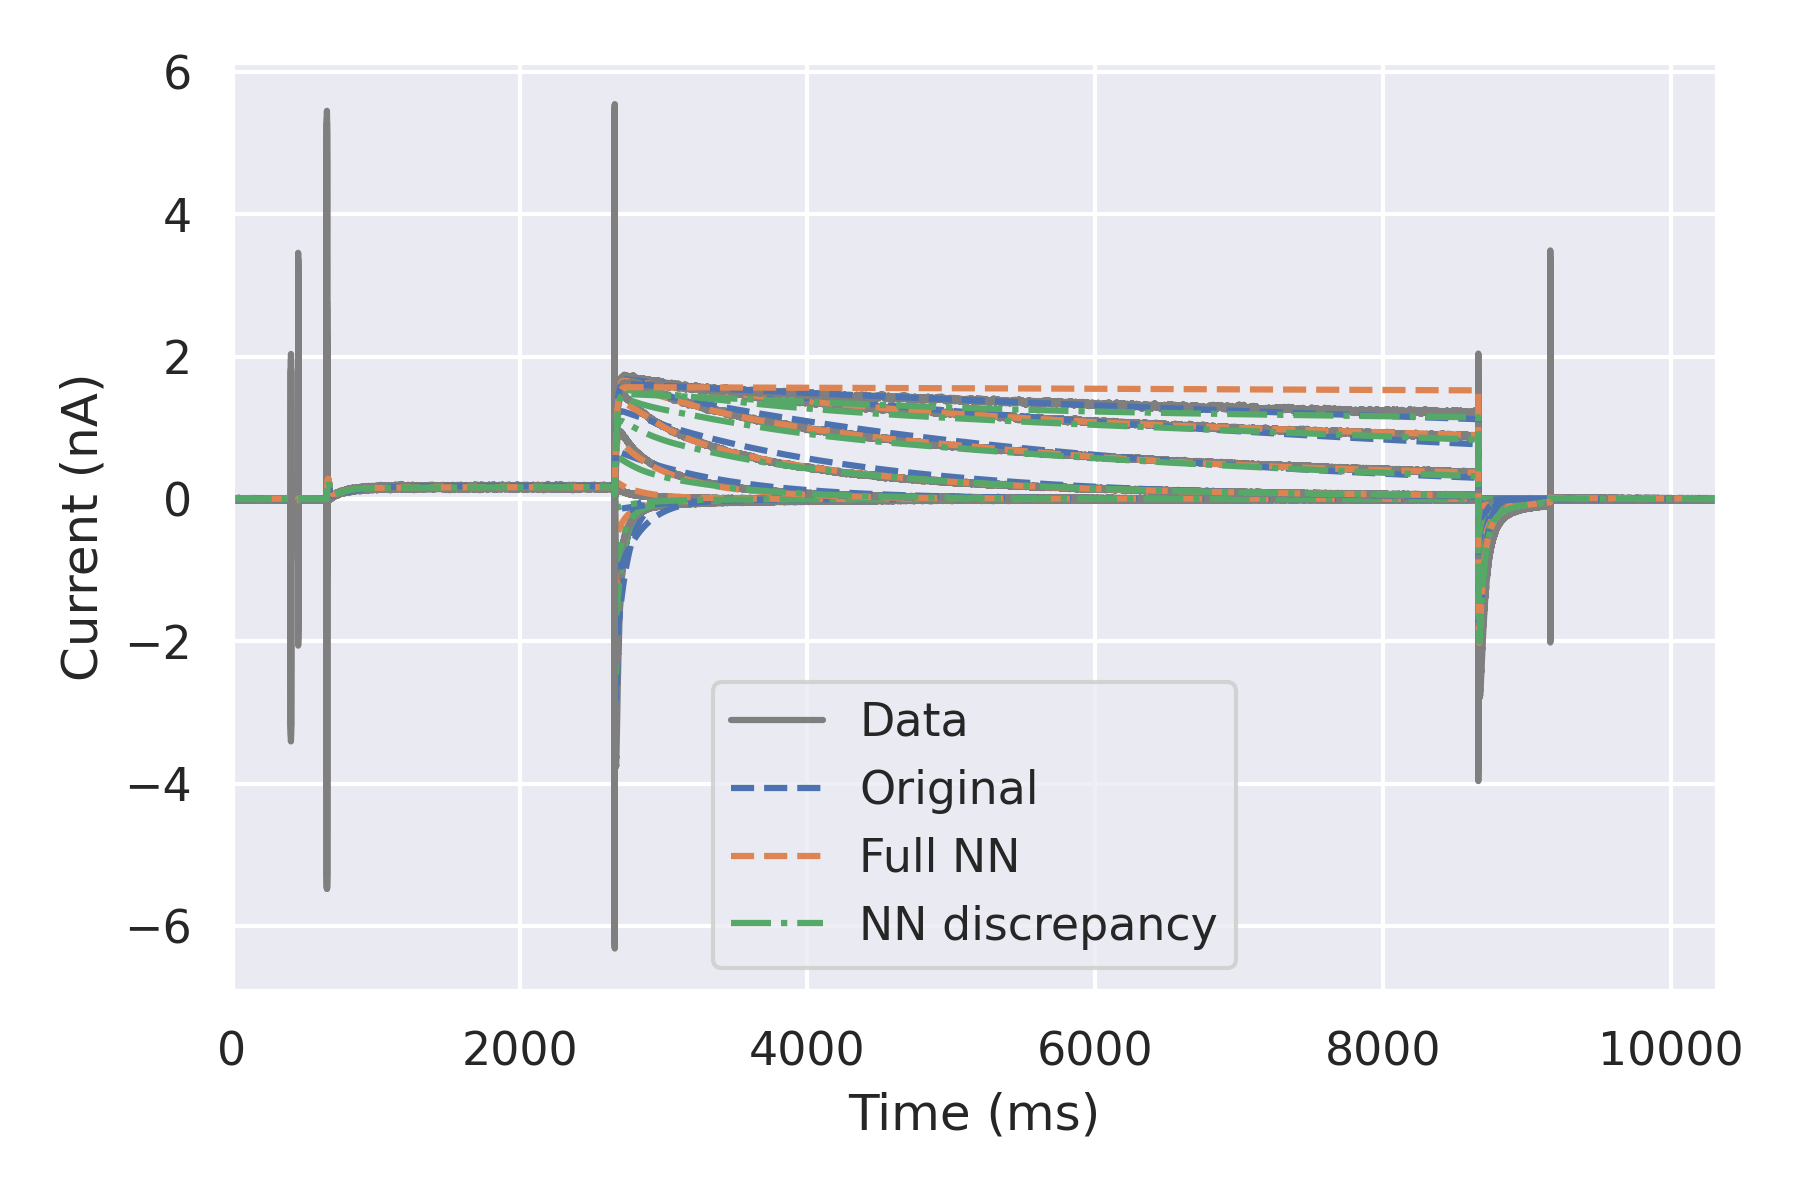 6
4
2
0
−2
−4
−6
Current (nA)
Data
Original
Full NN
NN discrepancy
0 2000 4000 6000 8000 10000
Time (ms)